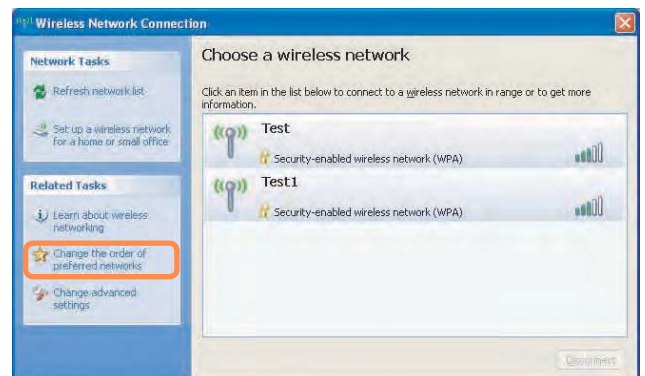 Wireless Network Connection
Network Tasks
Refresh network list
Set up a wireless network
for a home or small office
Related Tasks
Learn about wireless
networking
Change the order of
preferred networks
Change advanced
settings
Choose a wireless network
Click an item in the list below to connect to a wireless network in range or to get more
information.
Test
Security-enabled wireless network (WPA)
Test1
Security-enabled wireless network (WPA)
Disconnect